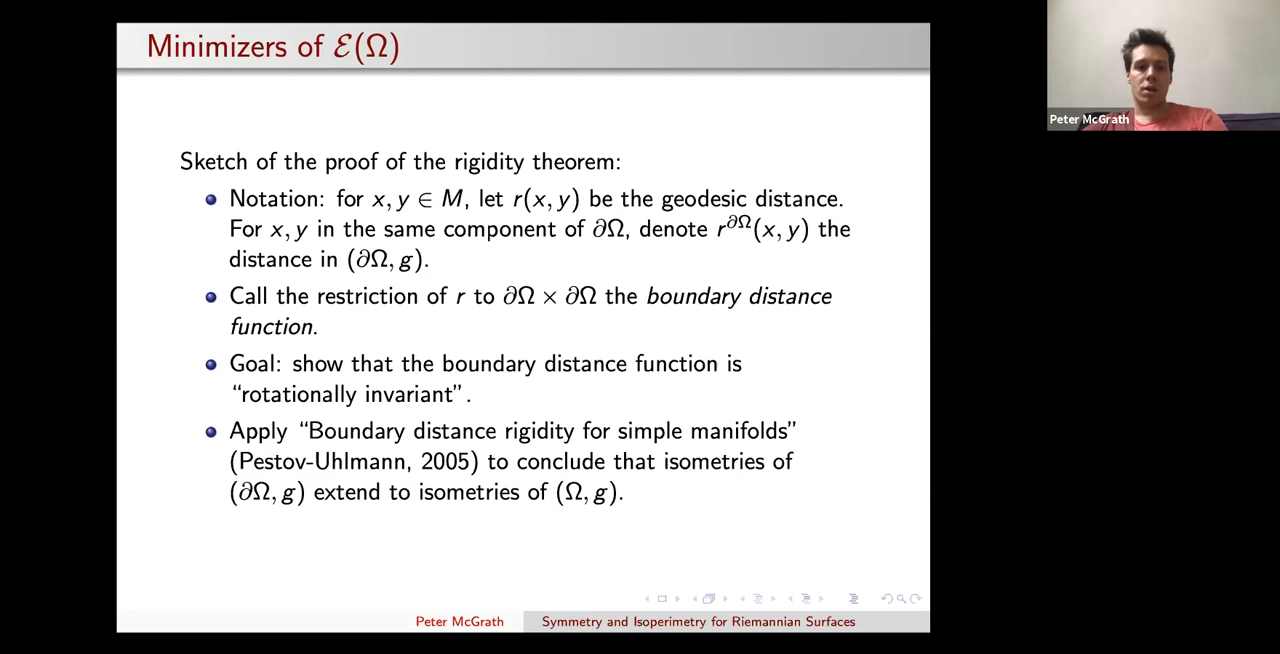 Minimizers of ℰ(Ω)
Peter McGrath
Sketch of the proof of the rigidity theorem:
Notation: for x, y ∈ M, let r(x, y) be the geodesic distance.
For x, y in the same component of ∂Ω, denote r^{∂Ω}(x, y) the
distance in (∂Ω, g).
Call the restriction of r to ∂Ω × ∂Ω the boundary distance
function.
Goal: show that the boundary distance function is
“rotationally invariant”.
Apply “Boundary distance rigidity for simple manifolds”
(Pestov-Uhlmann, 2005) to conclude that isometries of
(∂Ω, g) extend to isometries of (Ω, g).
Peter McGrath
Symmetry and Isoperimetry for Riemannian Surfaces